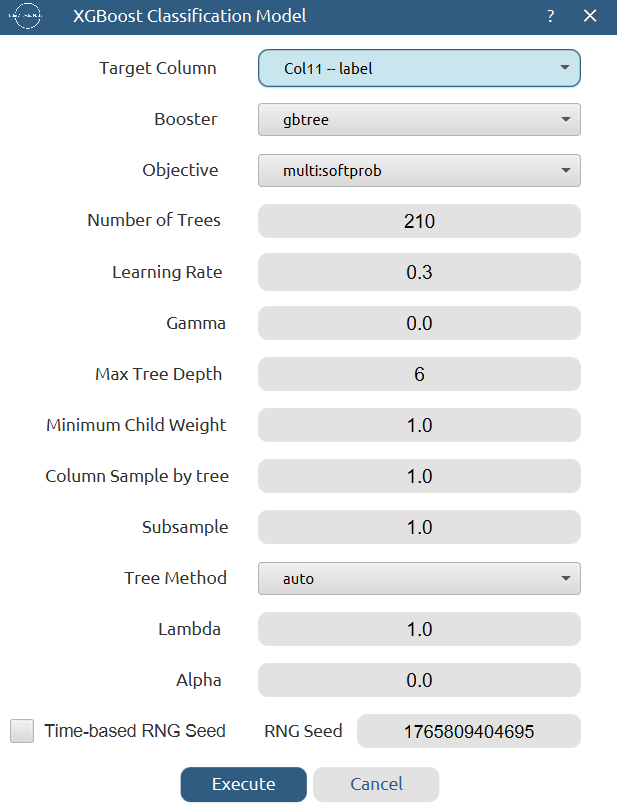 XGBoost Classification Model ?
Target Column Col11 -- label
Booster gbtree
Objective multi:softprob
Number of Trees 210
Learning Rate 0.3
Gamma 0.0
Max Tree Depth 6
Minimum Child Weight 1.0
Column Sample by tree 1.0
Subsample 1.0
Tree Method auto
Lambda 1.0
Alpha 0.0
Time-based RNG Seed RNG Seed 1765809404695
Execute Cancel